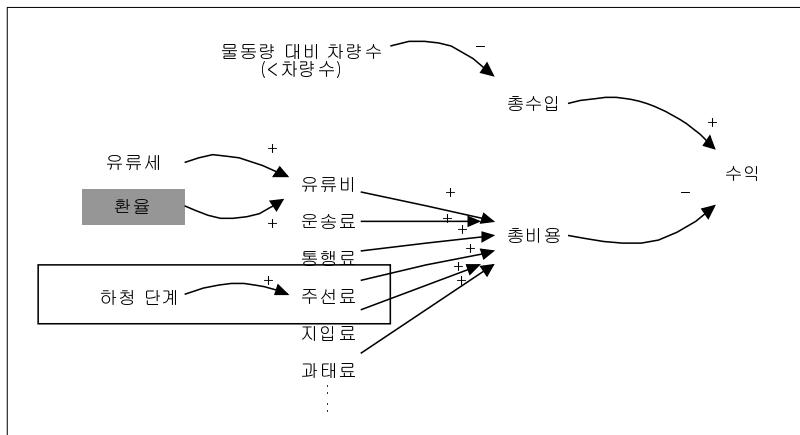 물동량 대비 차량수
(<차량수)
−
총수입
+
수익
유류세
+
유류비
환율
+
+
−
운송료
+
총비용
+
통행료
+
하청 단계
+
주선료
+
+
지입료
과태료